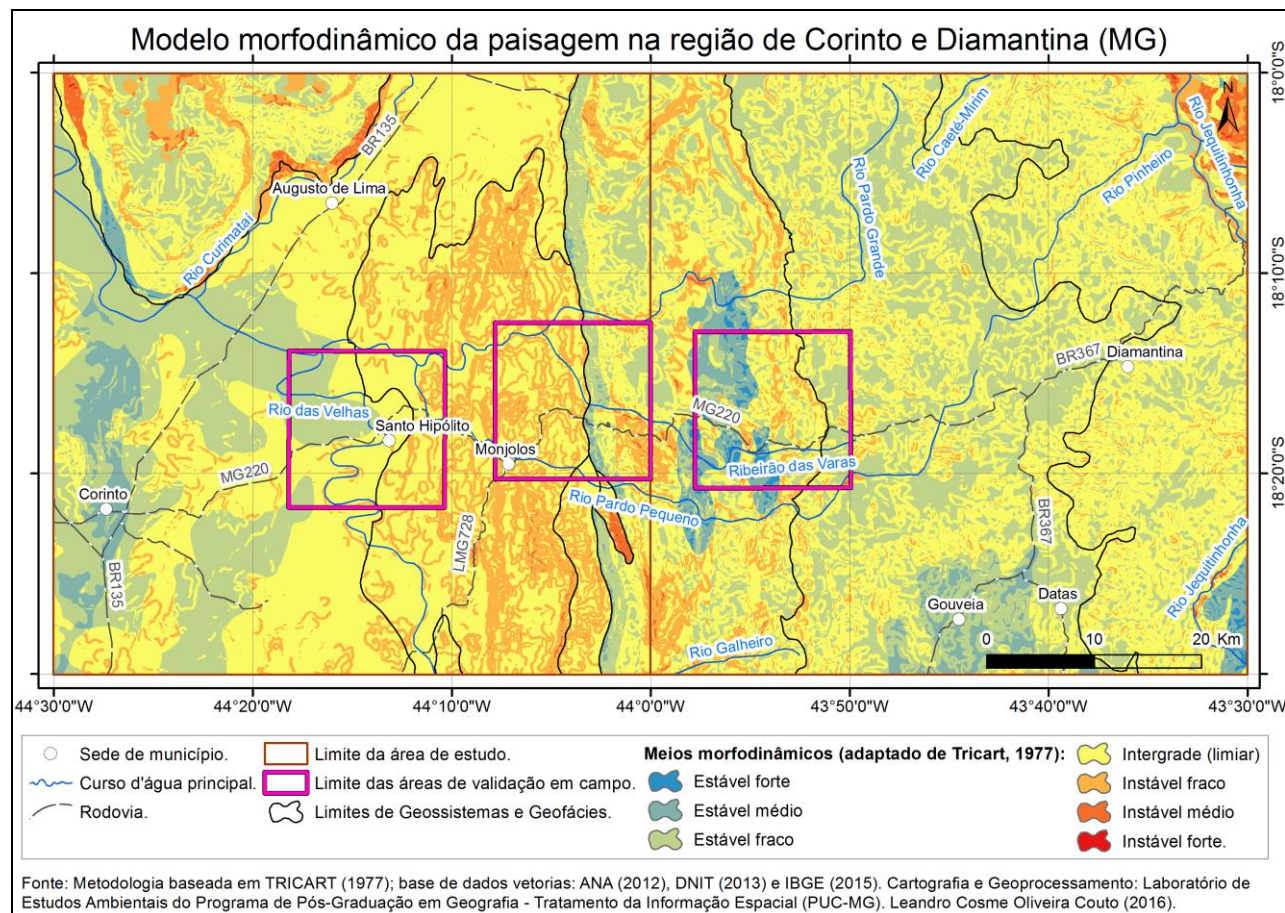 Modelo morfodinâmico da paisagem na região de Corinto e Diamantina (MG)
18°0'0"S
N
BR135
Rio Caeté-Mirim
Rio Jequitinhonha
Rio Pardo Grande
Rio Pinheiro
Augusto de Lima
Rio Curimataí
18°10'0"S
BR367
Diamantina
Rio das Velhas
Santo Hipólito
MG220
Monjolos
MG220
Ribeirão das Varas
18°20'0"S
Corinto
Rio Pardo Pequeno
LMG728
BR367
BR135
Datas
Gouveia
Rio Jequitinhonha
Rio Galheiro
0 10 20 Km
44°30'0"W 44°20'0"W 44°10'0"W 44°0'0"W 43°50'0"W 43°40'0"W 43°30'0"W
Sede de município.
Curso d'água principal.
Rodovia.
Limite da área de estudo.
Limite das áreas de validação em campo.
Limites de Geossistemas e Geofácies.
Meios morfodinâmicos (adaptado de Tricart, 1977):
Estável forte
Estável médio
Estável fraco
Intergrade (limiar)
Instável fraco
Instável médio
Instável forte.
Fonte: Metodologia baseada em TRICART (1977); base de dados vetorias: ANA (2012), DNIT (2013) e IBGE (2015). Cartografia e Geoprocessamento: Laboratório de
Estudos Ambientais do Programa de Pós-Graduação em Geografia - Tratamento da Informação Espacial (PUC-MG). Leandro Cosme Oliveira Couto (2016).